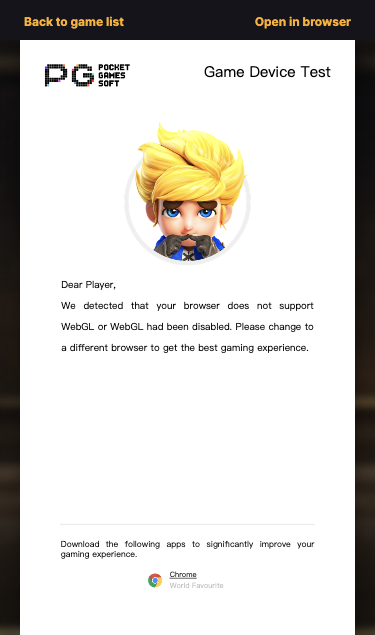 Back to game list
Open in browser
PG POCKET GAMES SOFT
Game Device Test
Dear Player,
We detected that your browser does not support
WebGL or WebGL had been disabled. Please change to
a different browser to get the best gaming experience.
Download the following apps to significantly improve your
gaming experience.
Chrome
World Favourite